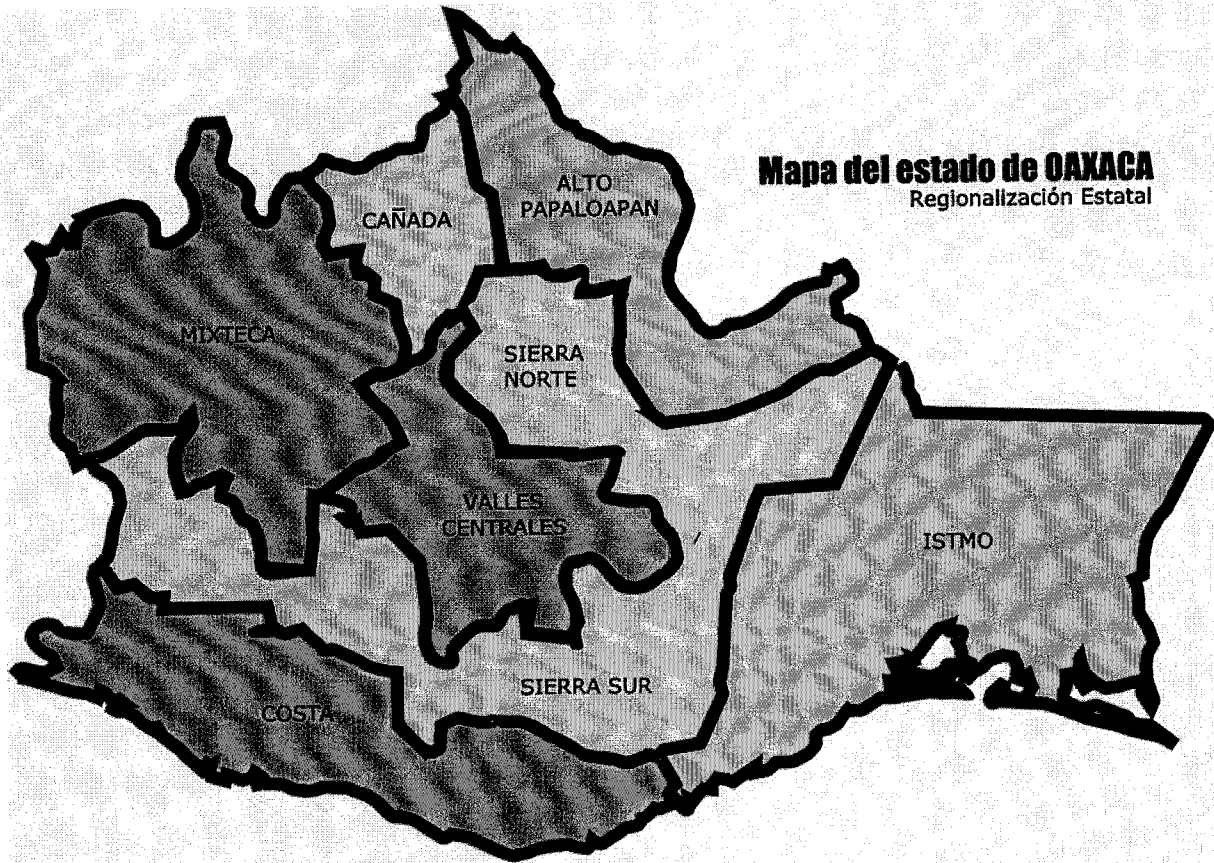 Mapa del estado de OAXACA
Regionalización Estatal
ALTO
PAPALOAPAN
CAÑADA
MIXTECA
SIERRA
NORTE
VALLES
CENTRALES
ISTMO
SIERRA SUR
COSTA